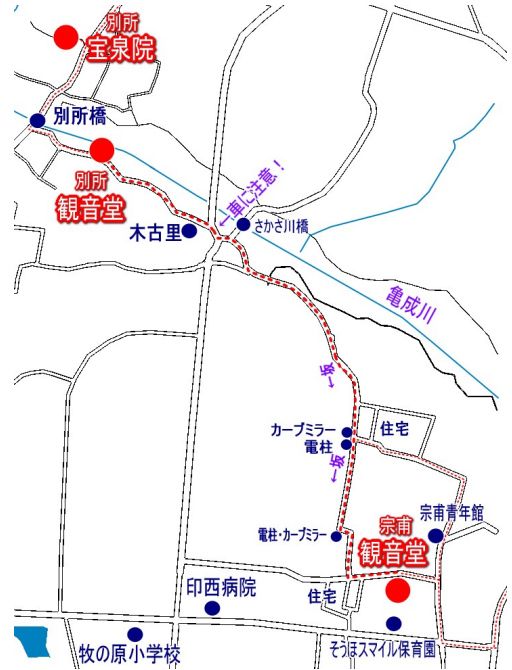 別所
宝泉院
別所橋
別所
観音堂
←車に注意！
木古里
さかさ川橋
亀成川
←坂
カーブミラー
電柱
住宅
←坂
宗甫青年館
電柱・カーブミラー
宗甫
観音堂
印西病院
住宅
牧の原小学校
そうほスマイル保育園